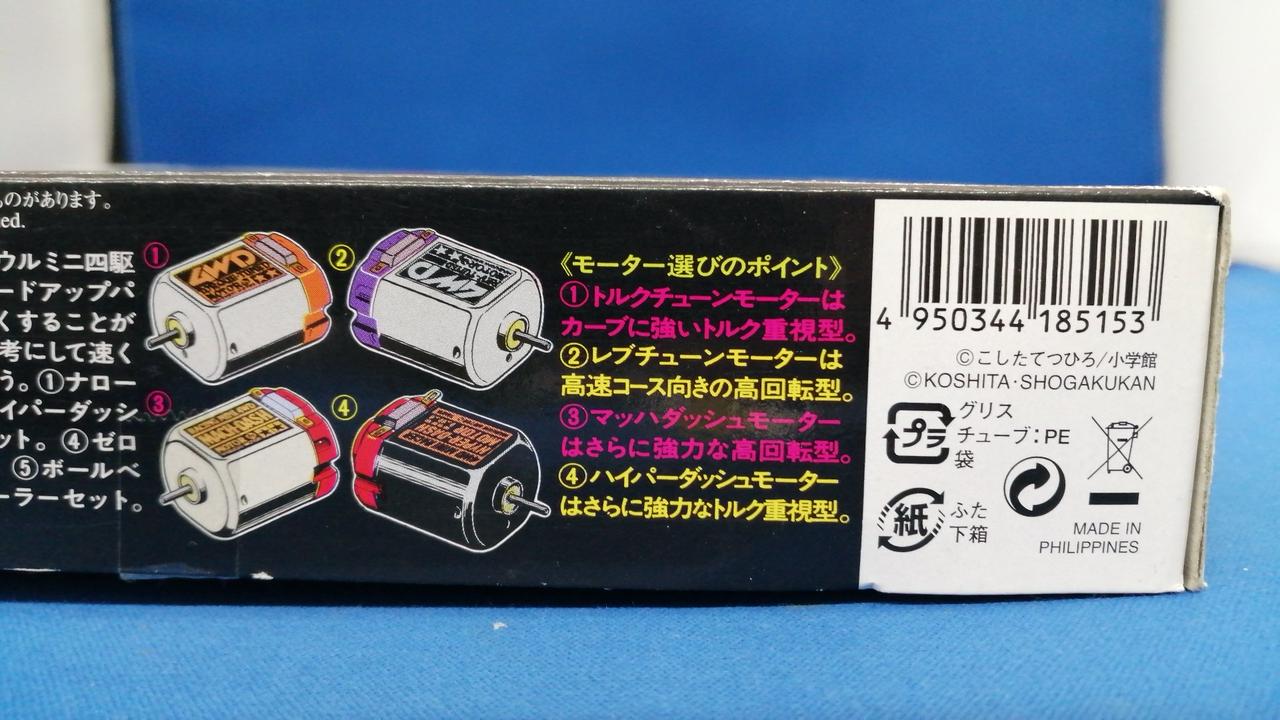 ものがあります。
ed.
ウルミニ四駆
ードアップパ
くすることが
考にして速く
う。①ナロー
イパーダッシ
ット。④ゼロ
⑤ボールベ
ーラーセット。
①
②
③
④
4WD
4WD
《モーター選びのポイント》
①トルクチューンモーターは
カーブに強いトルク重視型。
②レブチューンモーターは
高速コース向きの高回転型。
③マッハダッシュモーター
はさらに強力な高回転型。
④ハイパーダッシュモーター
はさらに強力なトルク重視型。
4 950344 185153
©こしたてつひろ/小学館
©KOSHITA・SHOGAKUKAN
プラ
グリス
チューブ:PE
袋
紙
ふた
下箱
MADE IN
PHILIPPINES